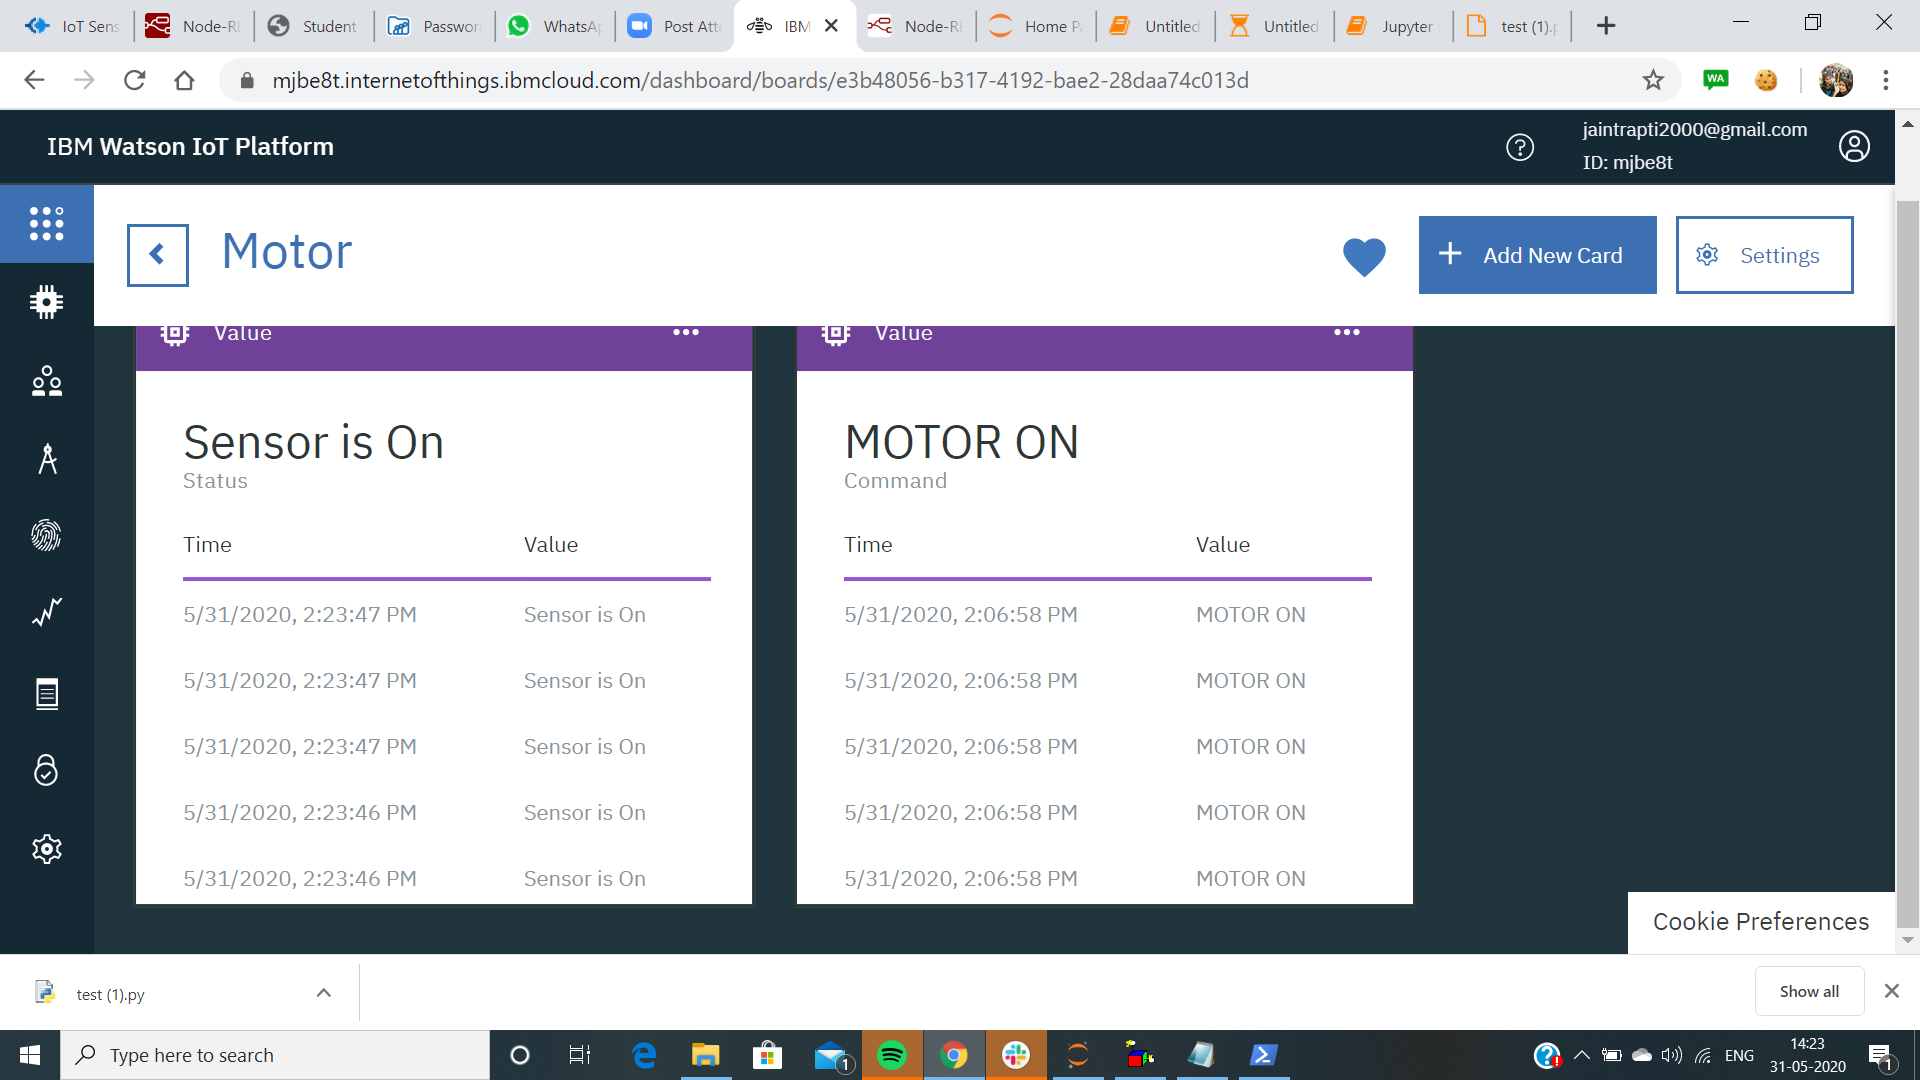 IoT Sens
Node-RE
Student
Passwor
WhatsA
Post Atte
IBM
Node-RE
Home Pa
Untitled
Untitled
Jupyter
test (1).p
mjbe8t.internetofthings.ibmcloud.com/dashboard/boards/e3b48056-b317-4192-bae2-28daa74c013d
WA
IBM Watson IoT Platform
jaintrapti2000@gmail.com
ID: mjbe8t
Motor
Add New Card
Settings
Value
Value
Sensor is On
Status
Time Value
5/31/2020, 2:23:47 PM Sensor is On
5/31/2020, 2:23:47 PM Sensor is On
5/31/2020, 2:23:47 PM Sensor is On
5/31/2020, 2:23:46 PM Sensor is On
5/31/2020, 2:23:46 PM Sensor is On
MOTOR ON
Command
Time Value
5/31/2020, 2:06:58 PM MOTOR ON
5/31/2020, 2:06:58 PM MOTOR ON
5/31/2020, 2:06:58 PM MOTOR ON
5/31/2020, 2:06:58 PM MOTOR ON
5/31/2020, 2:06:58 PM MOTOR ON
Cookie Preferences
test (1).py
Show all
Type here to search
1
ENG
14:23
31-05-2020
1